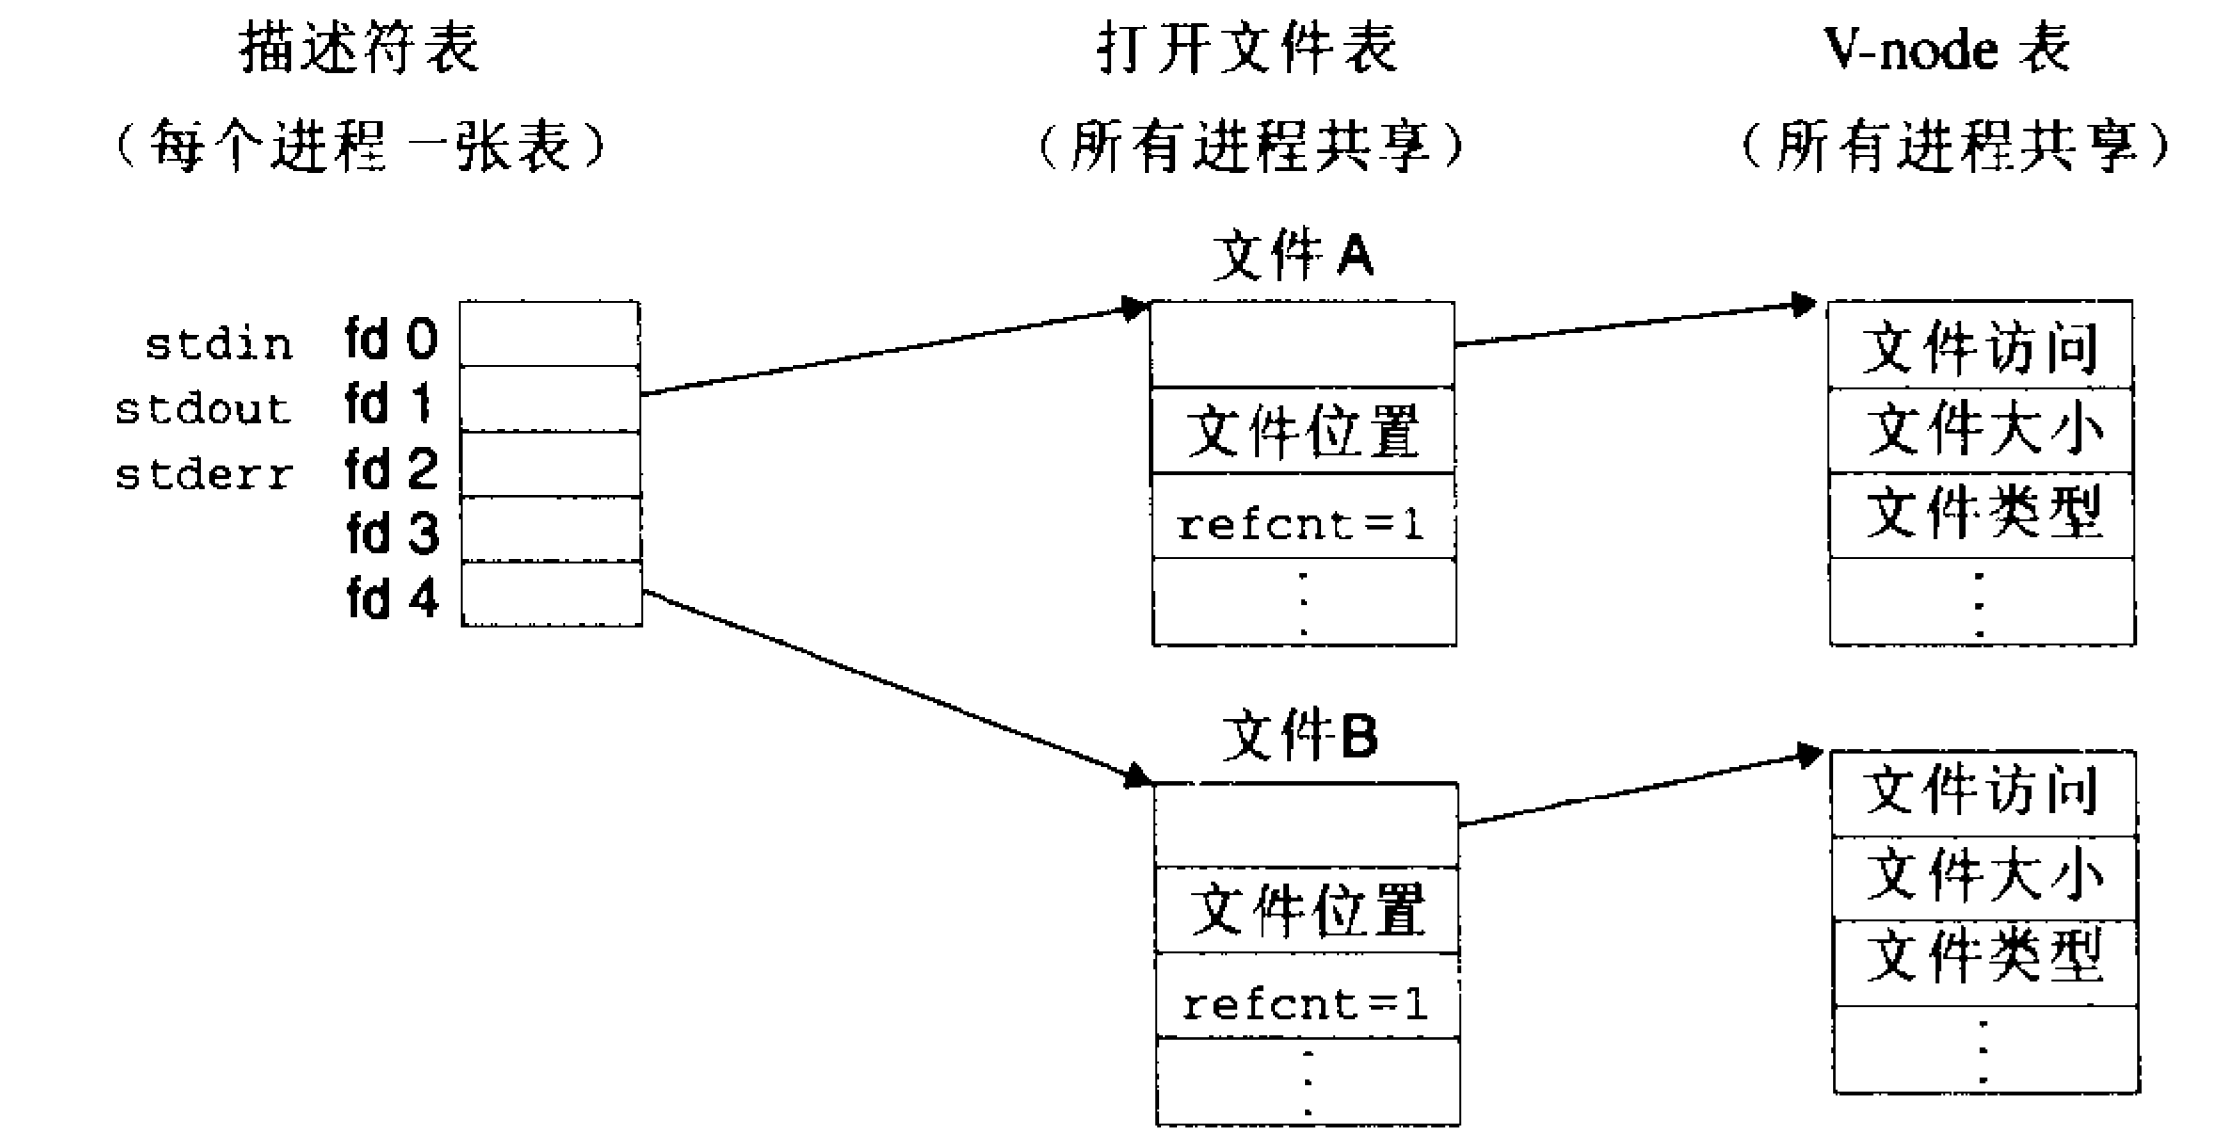 描述符表
(每个进程一张表)
打开文件表
(所有进程共享)
V-node 表
(所有进程共享)
stdin fd 0
stdout fd 1
stderr fd 2
fd 3
fd 4
文件 A
文件位置
refcnt=1
文件访问
文件大小
文件类型
文件B
文件位置
refcnt=1
文件访问
文件大小
文件类型